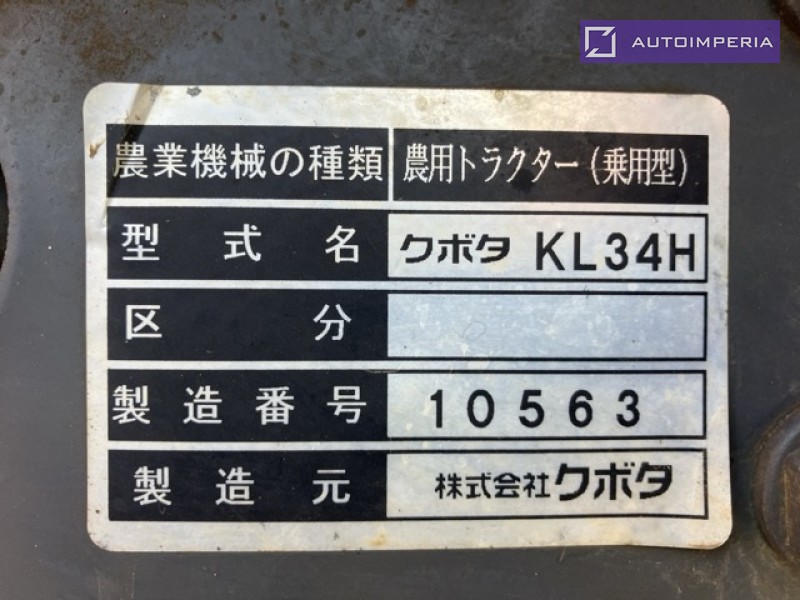 AUTOIMPERIA
農業機械の種類 農用トラクター(乗用型)
型式名 クボタ KL34H
区分
製造番号 10563
製造元 株式会社クボタ